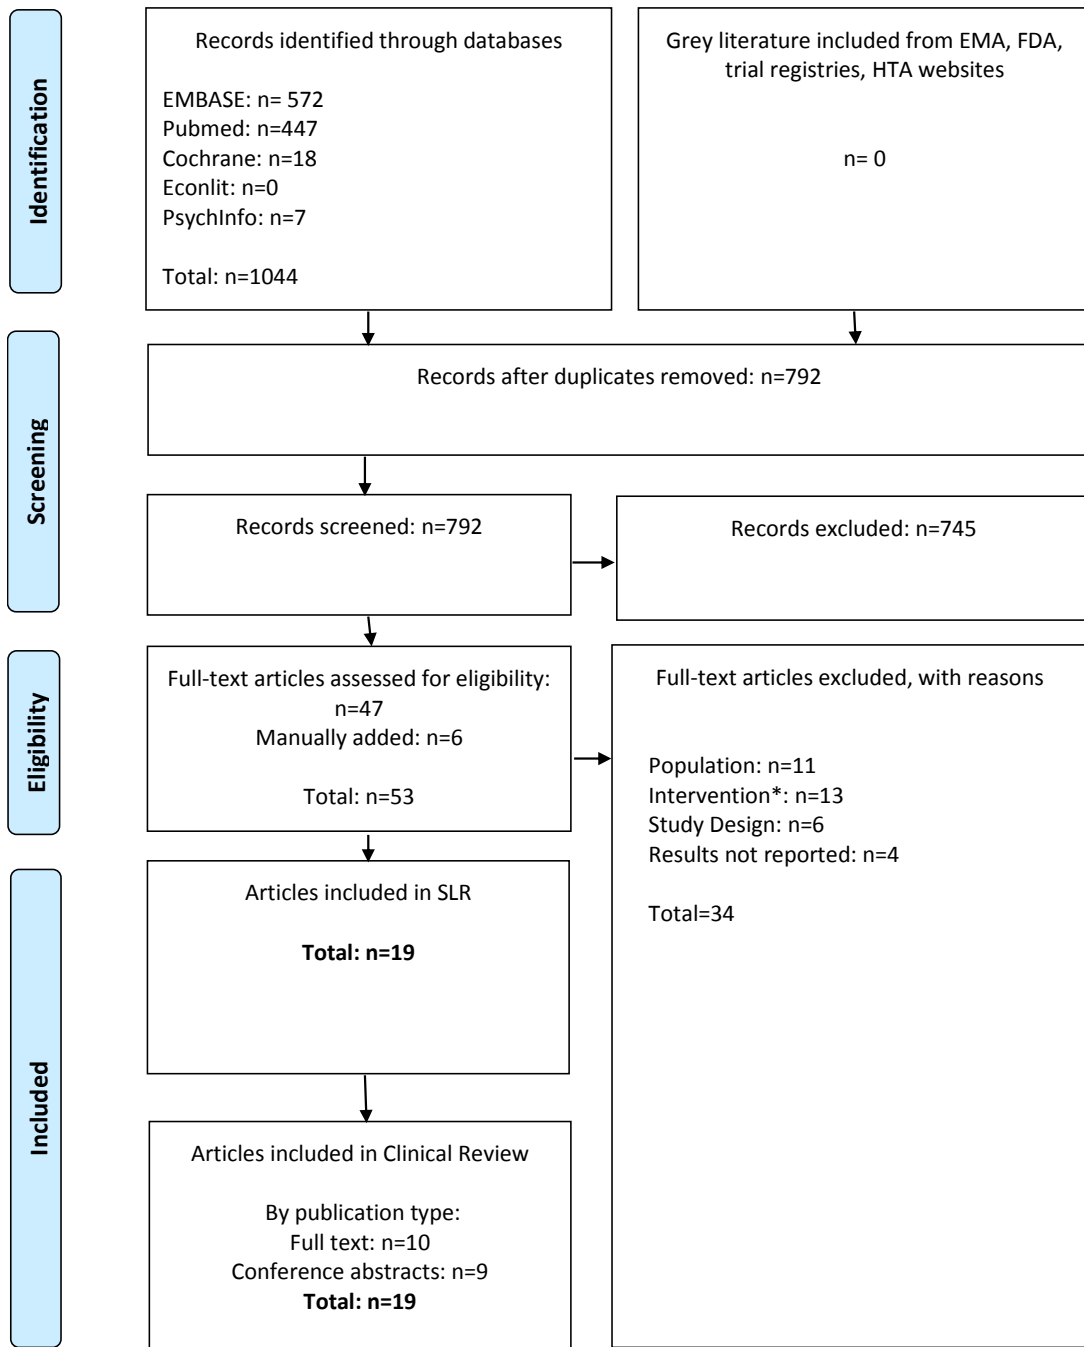 Identification
Records identified through databases
EMBASE: n= 572
Pubmed: n=447
Cochrane: n=18
Econlit: n=0
PsychInfo: n=7
Total: n=1044
Grey literature included from EMA, FDA,
trial registries, HTA websites
n= 0
Screening
Records after duplicates removed: n=792
Records screened: n=792
Records excluded: n=745
Eligibility
Full-text articles assessed for eligibility:
n=47
Manually added: n=6
Total: n=53
Full-text articles excluded, with reasons
Population: n=11
Intervention*: n=13
Study Design: n=6
Results not reported: n=4
Total=34
Included
Articles included in SLR
Total: n=19
Articles included in Clinical Review
By publication type:
Full text: n=10
Conference abstracts: n=9
Total: n=19